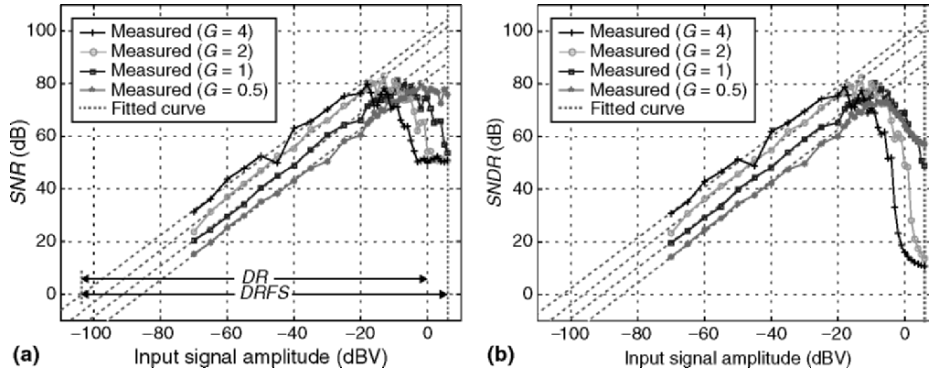 SNR (dB)
100
80
60
40
20
0
Measured (G = 4)
Measured (G = 2)
Measured (G = 1)
Measured (G = 0.5)
Fitted curve
DR
DRFS
−100 −80 −60 −40 −20 0
(a) Input signal amplitude (dBV)
SNDR (dB)
100
80
60
40
20
0
Measured (G = 4)
Measured (G = 2)
Measured (G = 1)
Measured (G = 0.5)
Fitted curve
−100 −80 −60 −40 −20 0
(b) Input signal amplitude (dBV)